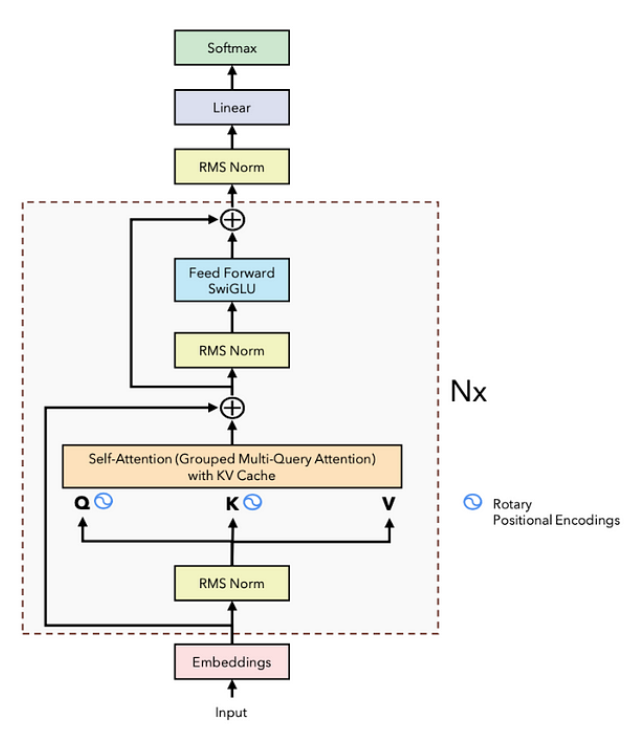 Softmax
Linear
RMS Norm
Feed Forward
SwiGLU
RMS Norm
Nx
Self-Attention (Grouped Multi-Query Attention)
with KV Cache
Q K V
Rotary
Positional Encodings
RMS Norm
Embeddings
Input